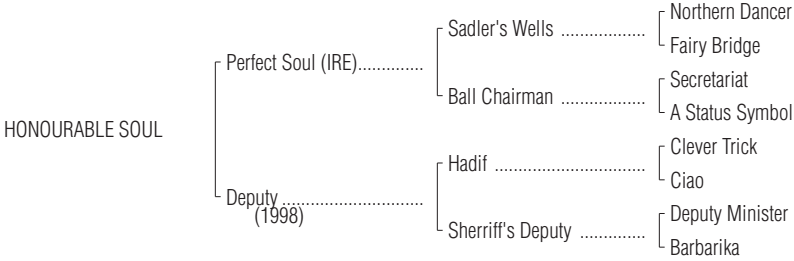 Northern Dancer
Sadler's Wells ...................
Fairy Bridge
Perfect Soul (IRE)..............
Secretariat
Ball Chairman ...................
A Status Symbol
HONOURABLE SOUL
Clever Trick
Hadif ..................................
Ciao
Deputy ................................
(1998)
Deputy Minister
Sherriff's Deputy ...............
Barbarika